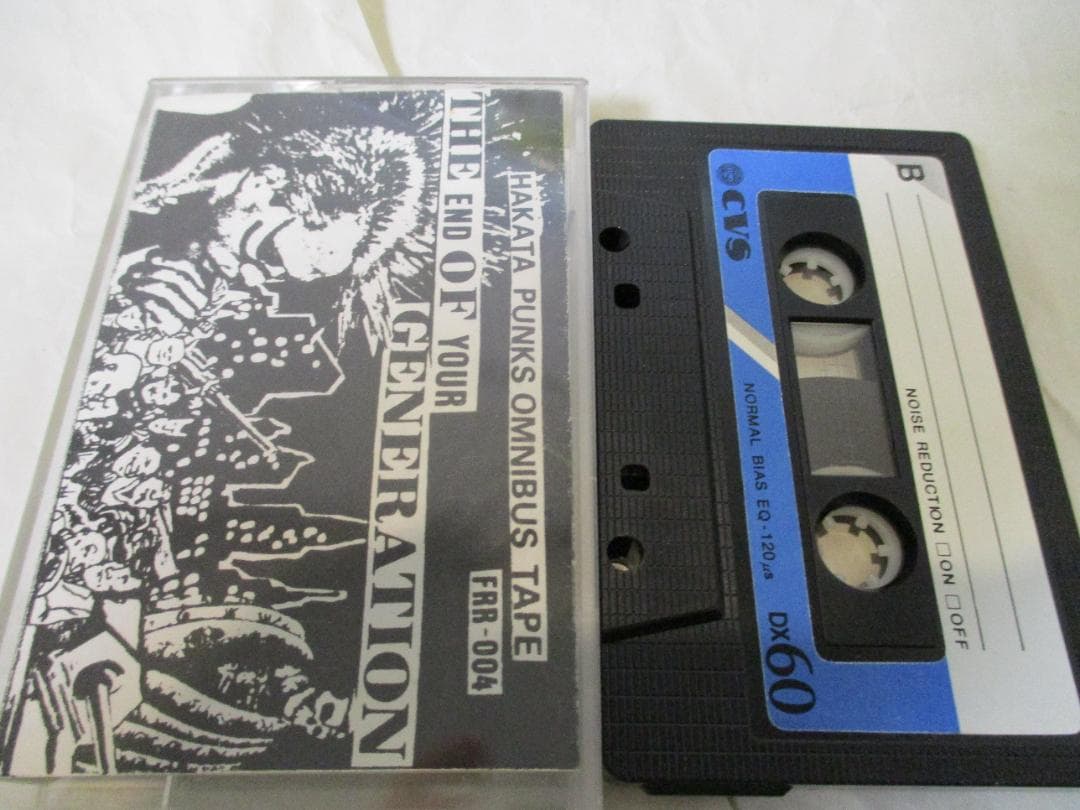 HAKATA PUNKS OMNIBUS TAPE
FRR-004
THE END OF YOUR
GENERATION
B
NOISE REDUCTION □ON □OFF
CVS
NORMAL BIAS EQ-120μs
DX60